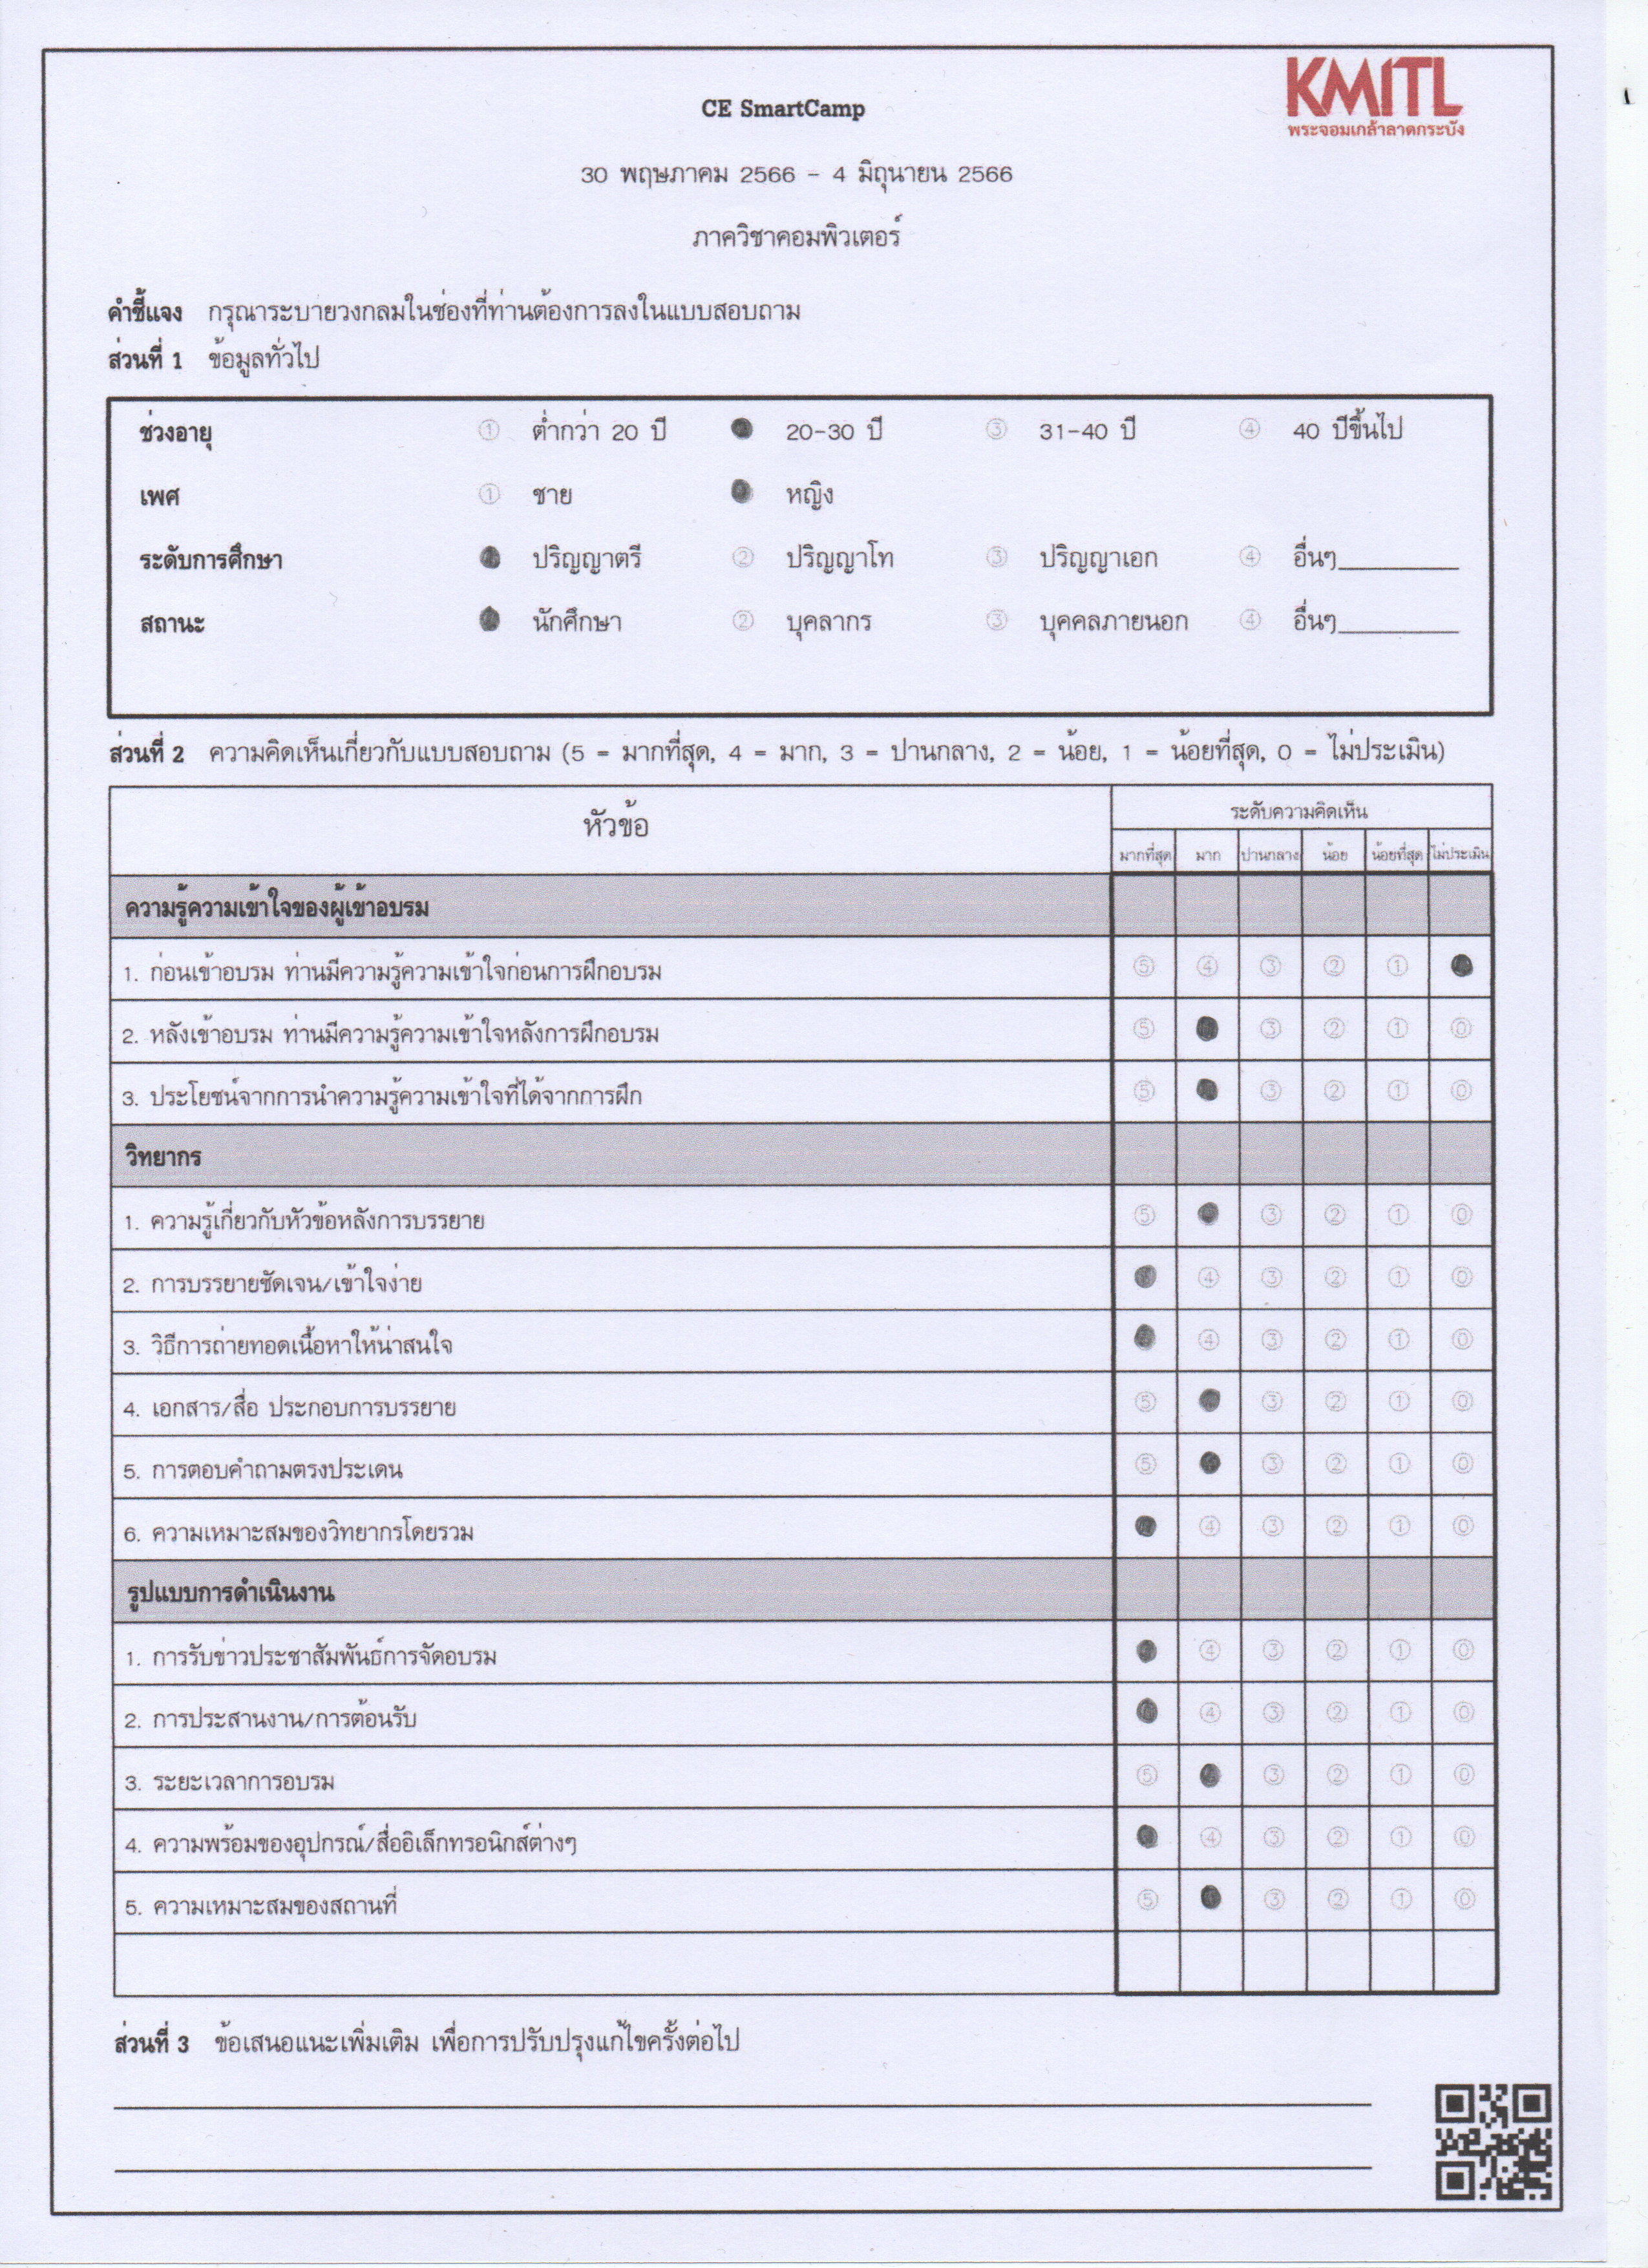 KMITL
พระจอมเกล้าลาดกระบัง
CE SmartCamp
30 พฤษภาคม 2566 - 4 มิถุนายน 2566
ภาควิชาคอมพิวเตอร์
คำชี้แจง กรุณาระบายวงกลมในช่องที่ท่านต้องการลงในแบบสอบถาม
ส่วนที่ 1 ข้อมูลทั่วไป
ช่วงอายุ ① ต่ำกว่า 20 ปี 20-30 ปี ③ 31-40 ปี ④ 40 ปีขึ้นไป
เพศ ① ชาย หญิง
ระดับการศึกษา ปริญญาตรี ② ปริญญาโท ③ ปริญญาเอก ④ อื่นๆ
สถานะ นักศึกษา ② บุคลากร ③ บุคคลภายนอก ④ อื่นๆ
ส่วนที่ 2 ความคิดเห็นเกี่ยวกับแบบสอบถาม (5 = มากที่สุด, 4 = มาก, 3 = ปานกลาง, 2 = น้อย, 1 = น้อยที่สุด, 0 = ไม่ประเมิน)
หัวข้อ ระดับความคิดเห็น
มากที่สุด มาก ปานกลาง น้อย น้อยที่สุด ไม่ประเมิน
ความรู้ความเข้าใจของผู้เข้าอบรม
1. ก่อนเข้าอบรม ท่านมีความรู้ความเข้าใจก่อนการฝึกอบรม ⑤ ④ ③ ② ①
2. หลังเข้าอบรม ท่านมีความรู้ความเข้าใจหลังการฝึกอบรม ⑤ ③ ② ① ⓪
3. ประโยชน์จากการนำความรู้ความเข้าใจที่ได้จากการฝึก ⑤ ③ ② ① ⓪
วิทยากร
1. ความรู้เกี่ยวกับหัวข้อหลังการบรรยาย ⑤ ③ ② ① ⓪
2. การบรรยายชัดเจน/เข้าใจง่าย ④ ③ ② ① ⓪
3. วิธีการถ่ายทอดเนื้อหาให้น่าสนใจ ④ ③ ② ① ⓪
4. เอกสาร/สื่อ ประกอบการบรรยาย ⑤ ③ ② ① ⓪
5. การตอบคำถามตรงประเดน ⑤ ③ ② ① ⓪
6. ความเหมาะสมของวิทยากรโดยรวม ④ ③ ② ① ⓪
รูปแบบการดำเนินงาน
1. การรับข่าวประชาสัมพันธ์การจัดอบรม ④ ③ ② ① ⓪
2. การประสานงาน/การต้อนรับ ④ ③ ② ① ⓪
3. ระยะเวลาการอบรม ⑤ ③ ② ① ⓪
4. ความพร้อมของอุปกรณ์/สื่ออิเล็กทรอนิกส์ต่างๆ ④ ③ ② ① ⓪
5. ความเหมาะสมของสถานที่ ⑤ ③ ② ① ⓪
ส่วนที่ 3 ข้อเสนอแนะเพิ่มเติม เพื่อการปรับปรุงแก้ไขครั้งต่อไป